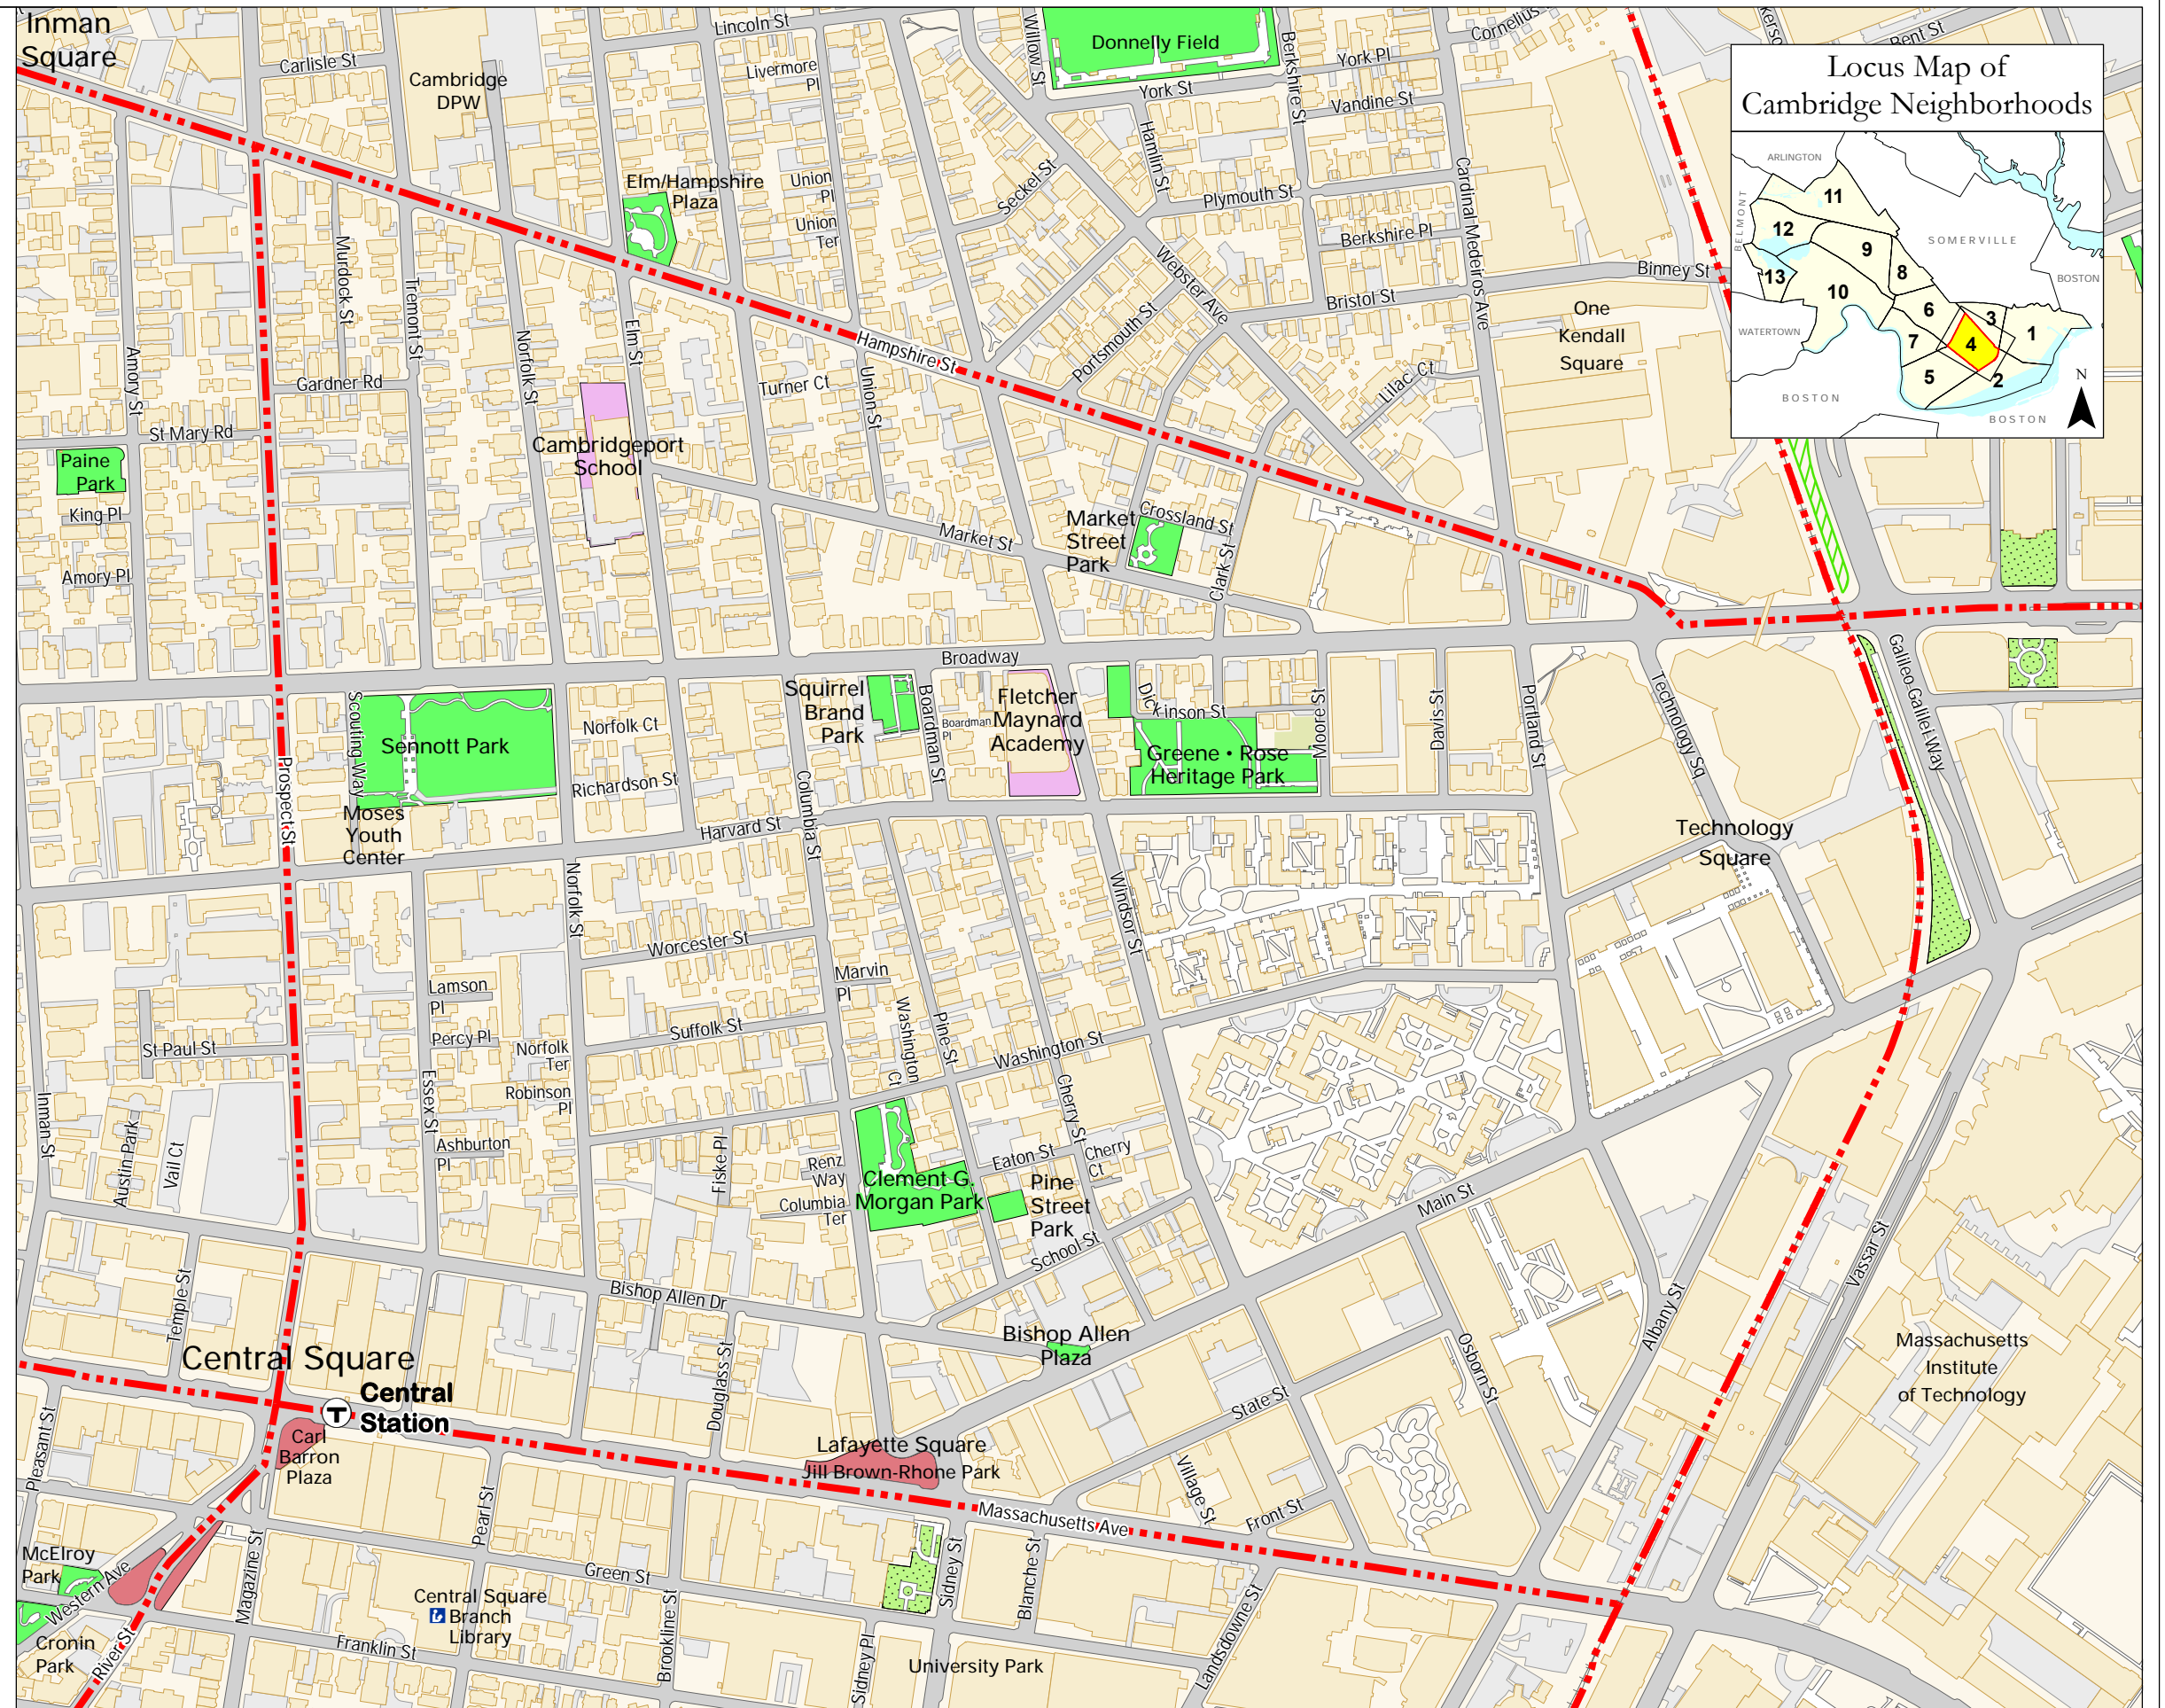 Inman
Square
Carlisle St
Cambridge
DPW
Lincoln St
Livermore
Pl
Willow St
Donnelly Field
Berkshire St
York Pl
York St
Vandine St
Cornelius
Bent St
Locus Map of
Cambridge Neighborhoods
ARLINGTON
BELMONT
SOMERVILLE
BOSTON
WATERTOWN
BOSTON
BOSTON
N
11
12
9
8
13
10
6
3
1
7
4
5
2
Elm/Hampshire
Plaza
Union
Pl
Union
Ter
Seckel St
Hamlin St
Plymouth St
Berkshire Pl
Cardinal Medeiros Ave
Webster Ave
Binney St
Bristol St
One
Kendall
Square
Murdock St
Tremont St
Norfolk St
Elm St
Amory St
Gardner Rd
Hampshire St
Portsmouth St
Turner Ct
Union St
Lillac Ct
St Mary Rd
Paine
Park
King Pl
Amory Pl
Cambridgeport
School
Market St
Market
Street
Park
Crossland St
Clark St
Broadway
Squirrel
Brand
Park
Boardman St
Boardman
Pl
Fletcher
Maynard
Academy
Dickinson St
Greene • Rose
Heritage Park
Moore St
Davis St
Portland St
Technology Sq
Galileo Galilei Way
Scouting Way
Sennott Park
Norfolk Ct
Richardson St
Prospect St
Moses
Youth
Center
Harvard St
Columbia St
Technology
Square
Norfolk St
Windsor St
Worcester St
Marvin
Pl
Lamson
Pl
Percy Pl
Norfolk
Ter
Suffolk St
Washington
Ct
Pine St
Washington St
St Paul St
Robinson
Pl
Essex St
Cherry St
Inman St
Austin Park
Vail Ct
Ashburton
Pl
Fiske Pl
Renz
Way
Columbia
Ter
Clement G.
Morgan Park
Eaton St
Cherry
Ct
Pine
Street
Park
School St
Main St
Vassar St
Temple St
Bishop Allen Dr
Bishop Allen
Plaza
Albany St
Massachusetts
Institute
of Technology
Central Square
Central
Station
T
Douglass St
State St
Osborn St
Pleasant St
Carl
Barron
Plaza
Lafayette Square
Jill Brown-Rhone Park
Village St
Front St
Pearl St
Massachusetts Ave
McElroy
Park
Western Ave
Magazine St
Green St
Central Square
Branch
Library
Sidney St
Blanche St
Brookline St
Landsdowne St
Cronin
Park
River St
Franklin St
Sidney Pl
University Park